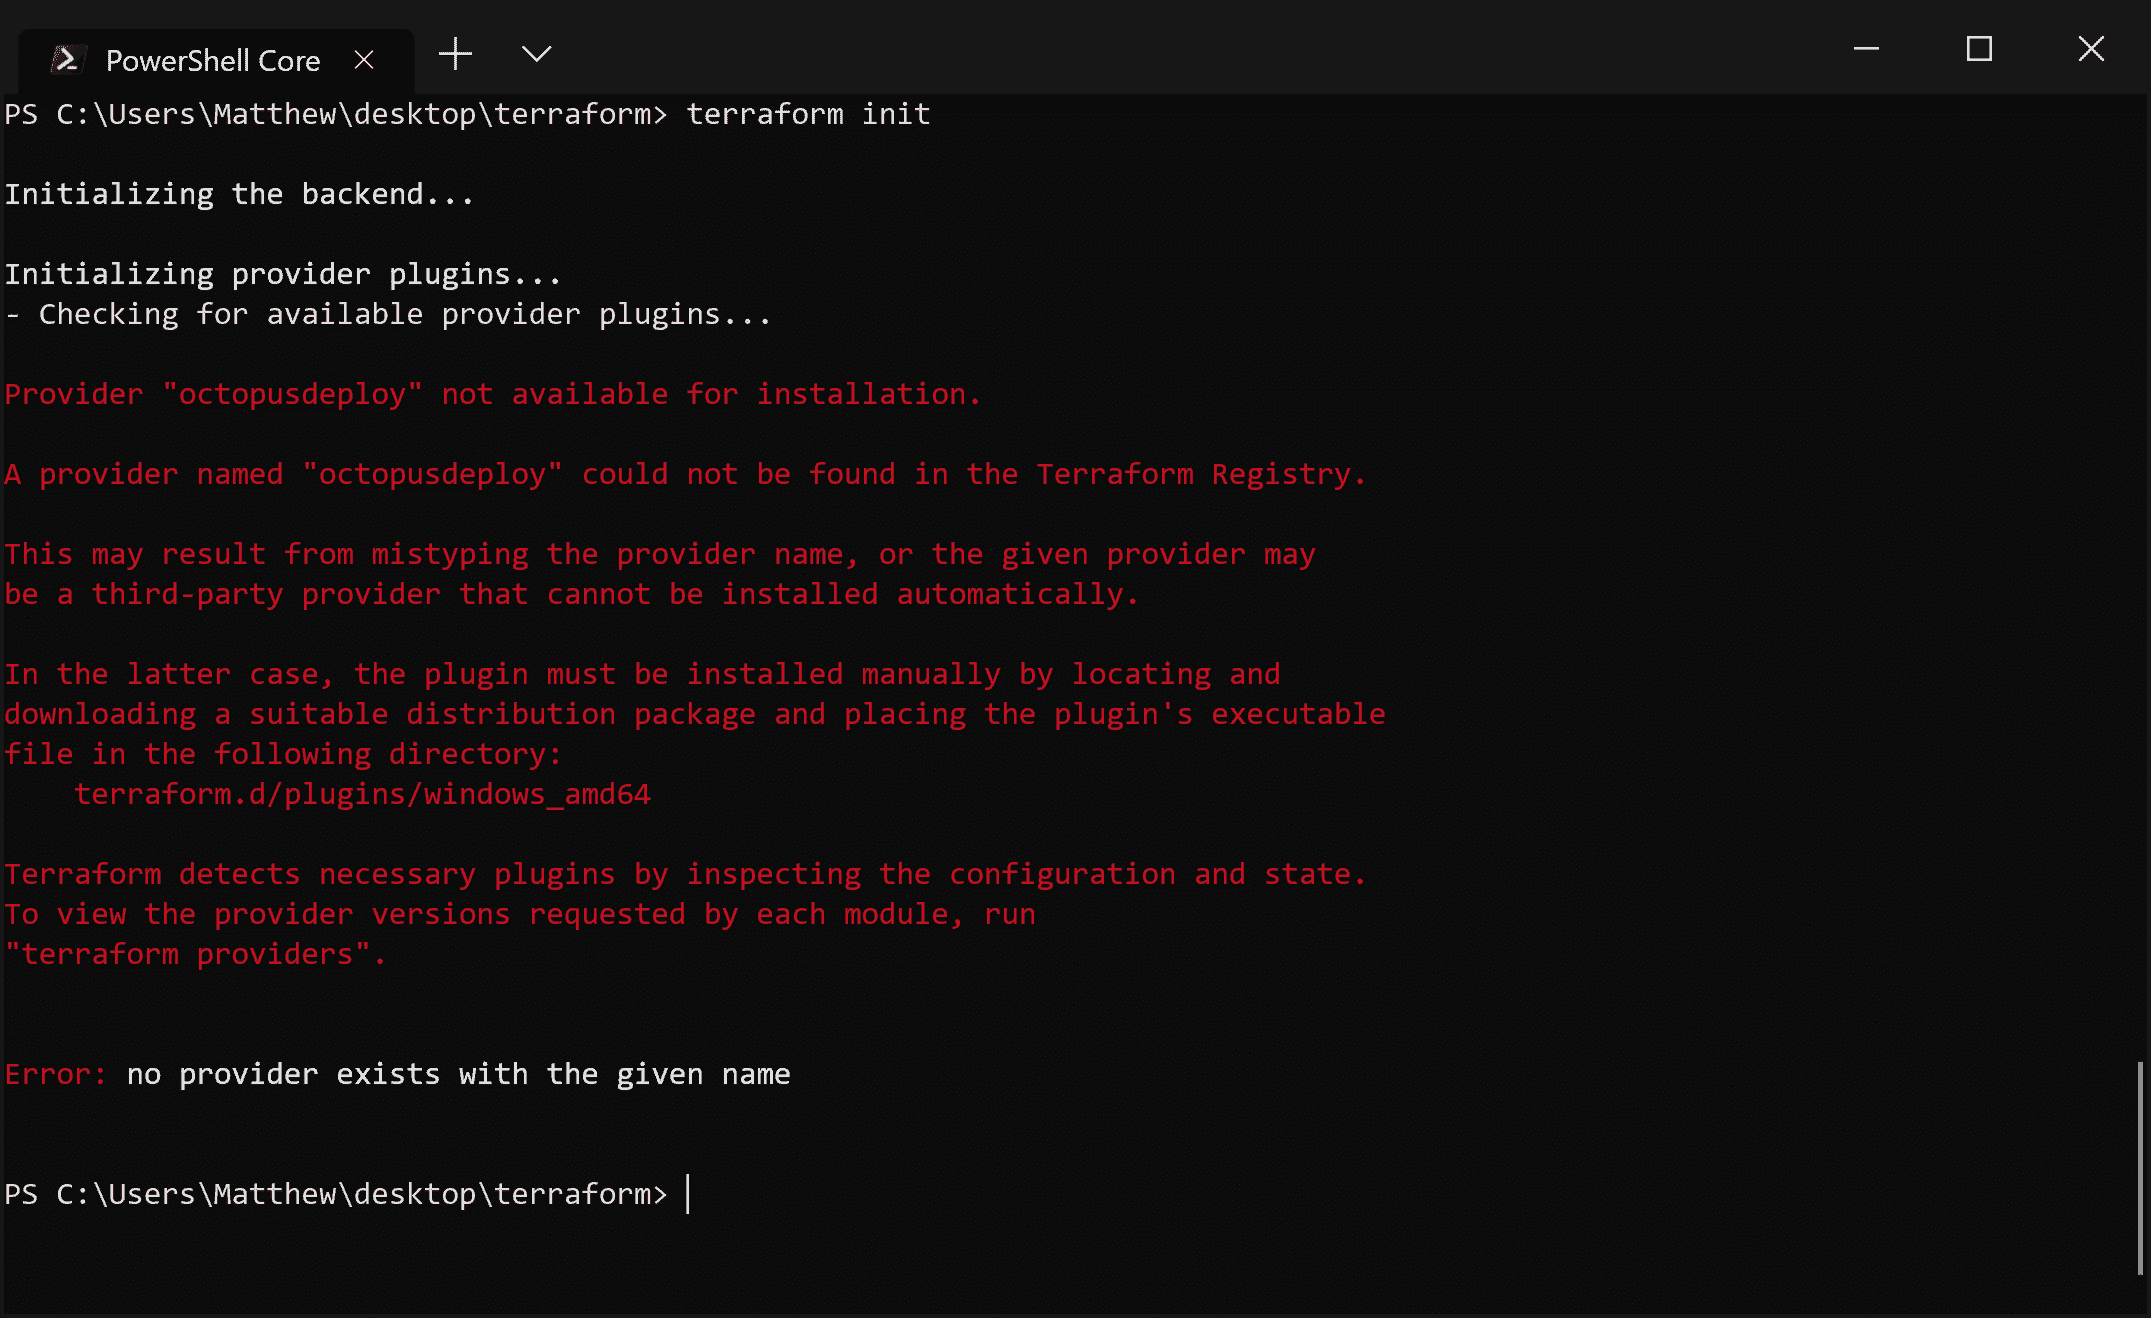 PowerShell Core
PS C:\Users\Matthew\desktop\terraform> terraform init
Initializing the backend...
Initializing provider plugins...
- Checking for available provider plugins...
Provider "octopusdeploy" not available for installation.
A provider named "octopusdeploy" could not be found in the Terraform Registry.
This may result from mistyping the provider name, or the given provider may
be a third-party provider that cannot be installed automatically.
In the latter case, the plugin must be installed manually by locating and
downloading a suitable distribution package and placing the plugin's executable
file in the following directory:
terraform.d/plugins/windows_amd64
Terraform detects necessary plugins by inspecting the configuration and state.
To view the provider versions requested by each module, run
"terraform providers".
Error: no provider exists with the given name
PS C:\Users\Matthew\desktop\terraform>